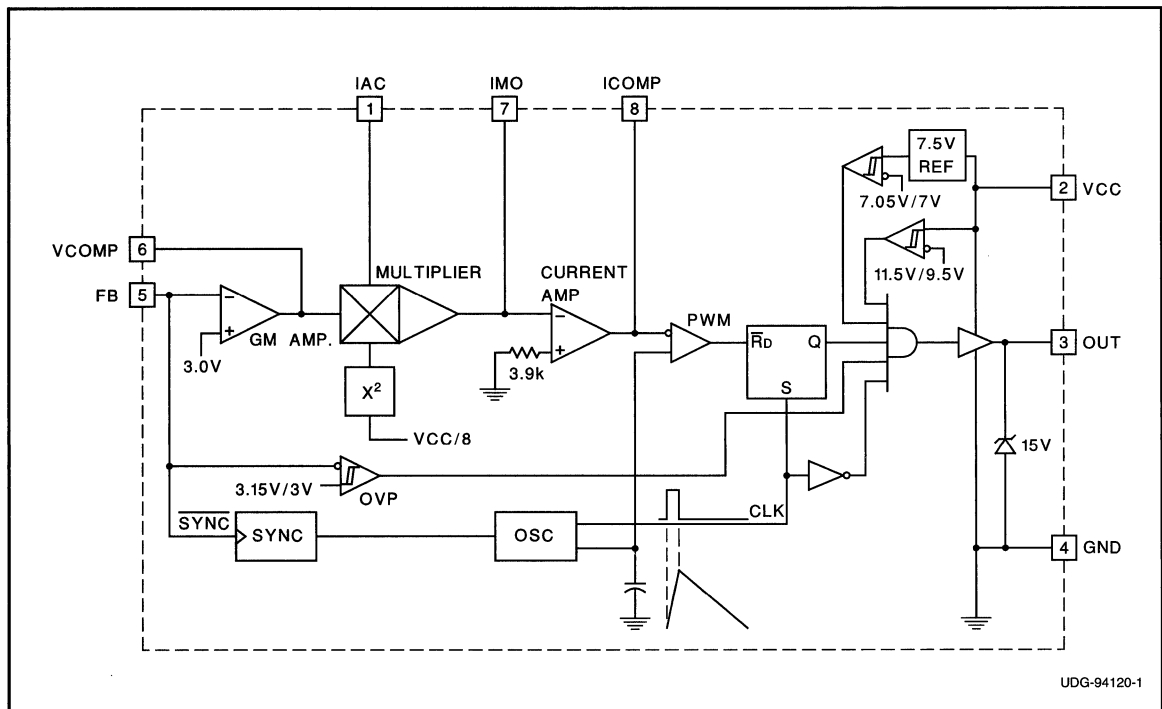 IAC
IMO
ICOMP
1
7
8
7.5V
REF
7.05V/7V
2
VCC
VCOMP
6
11.5V/9.5V
MULTIPLIER
CURRENT
AMP
FB
5
−
+
GM AMP.
3.0V
−
+
3.9k
PWM
R̅D
Q
S
3
OUT
X²
VCC/8
15V
3.15V/3V
OVP
S̅Y̅N̅C̅
SYNC
OSC
CLK
4
GND
UDG-94120-1